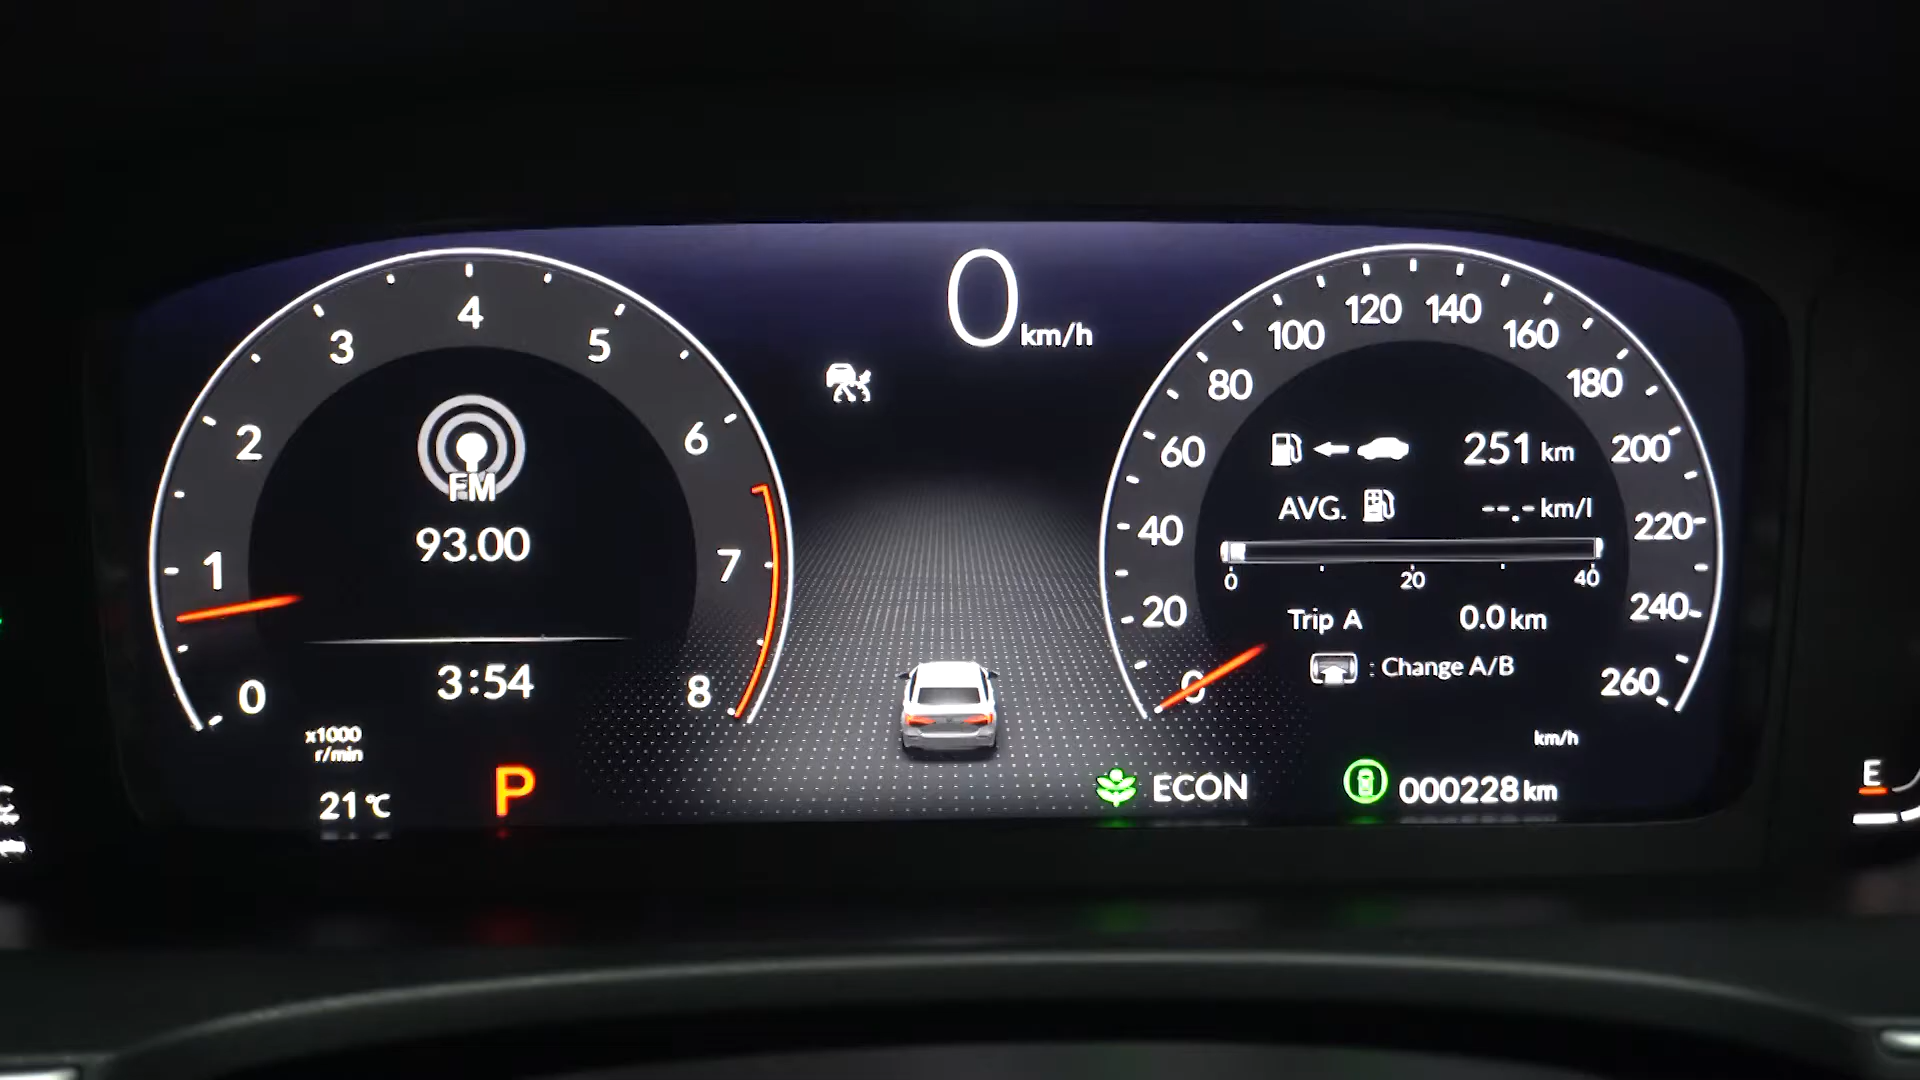 0
km/h
0
1
2
3
4
5
6
7
8
FM
93.00
3:54
x1000
r/min
21 °C
P
0
20
40
60
80
100
120
140
160
180
200
220
240
260
251 km
AVG. --.- km/l
0 20 40
Trip A 0.0 km
: Change A/B
km/h
ECON
000228 km
E
C